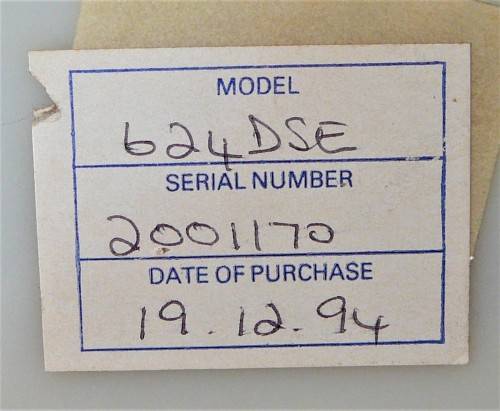 MODEL
624DSE
SERIAL NUMBER
2001170
DATE OF PURCHASE
19.12.94